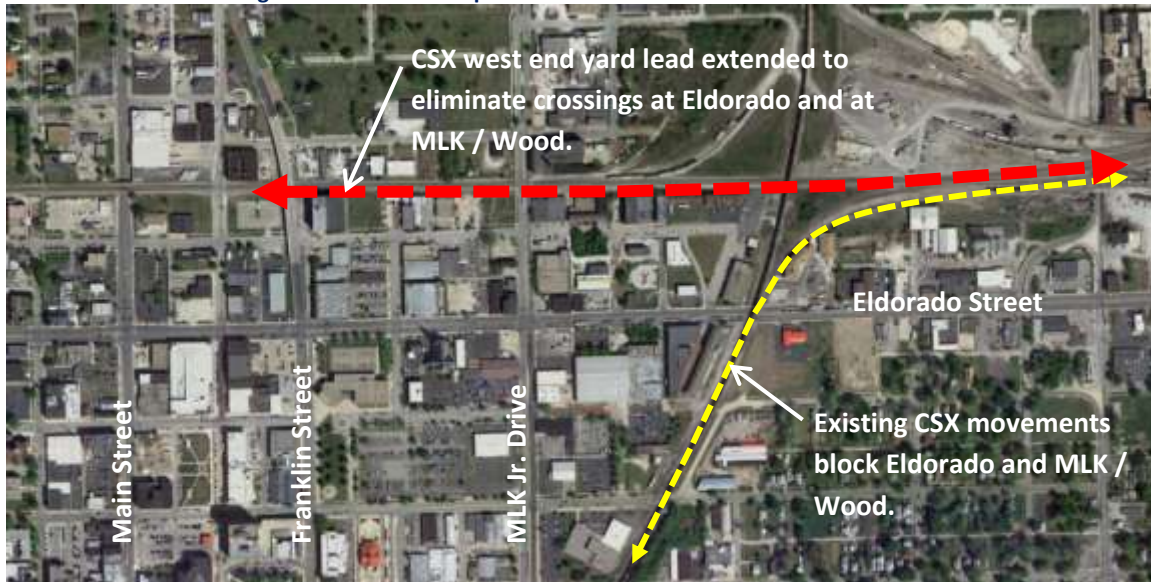 CSX west end yard lead extended to
eliminate crossings at Eldorado and at
MLK / Wood.
Eldorado Street
Main Street
Franklin Street
MLK Jr. Drive
Existing CSX movements
block Eldorado and MLK /
Wood.